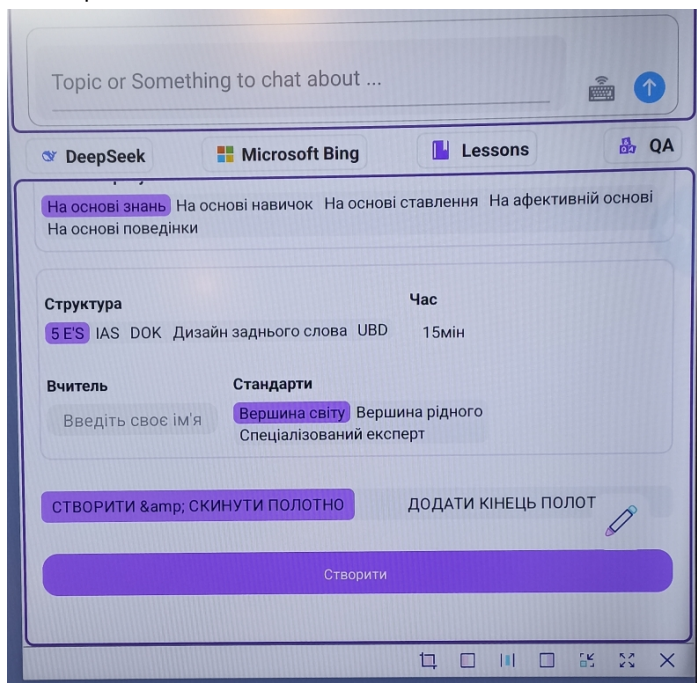 Topic or Something to chat about ...
DeepSeek Microsoft Bing Lessons QA
На основі знань На основі навичок На основі ставлення На афективній основі
На основі поведінки
Структура Час
5 E'S IAS DOK Дизайн заднього слова UBD 15мін
Вчитель Стандарти
Введіть своє ім'я Вершина світу Вершина рідного
Спеціалізований експерт
СТВОРИТИ &amp; СКИНУТИ ПОЛОТНО ДОДАТИ КІНЕЦЬ ПОЛОТ
Створити